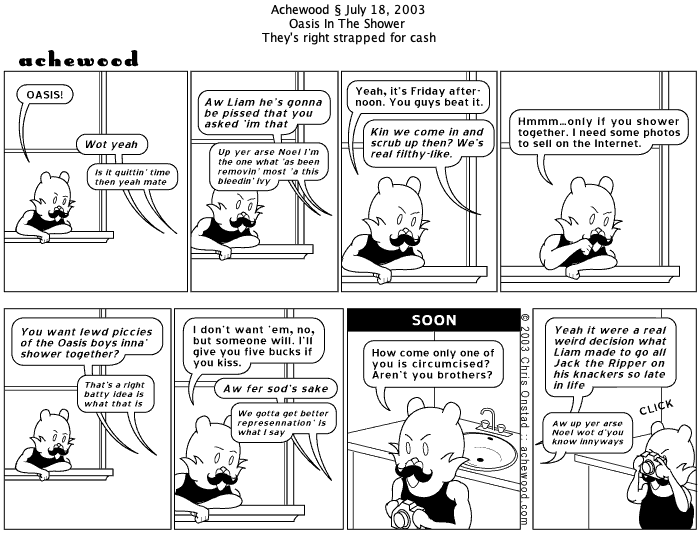 Achewood § July 18, 2003
Oasis In The Shower
They's right strapped for cash
achewood
OASIS!
Wot yeah
Is it quittin' time
then yeah mate
Aw Liam he's gonna
be pissed that you
asked 'im that
Up yer arse Noel I'm
the one what 'as been
removin' most 'a this
bleedin' ivy
Yeah, it's Friday after-
noon. You guys beat it.
Kin we come in and
scrub up then? We's
real filthy-like.
Hmmm...only if you shower
together. I need some photos
to sell on the Internet.
You want lewd piccies
of the Oasis boys inna'
shower together?
That's a right
batty idea is
what that is
I don't want 'em, no,
but someone will. I'll
give you five bucks if
you kiss.
Aw fer sod's sake
We gotta get better
represennation' is
what I say
SOON
How come only one of
you is circumcised?
Aren't you brothers?
© 2003 Chris Onstad :: achewood.com
Yeah it were a real
weird decision what
Liam made to go all
Jack the Ripper on
his knackers so late
in life
Aw up yer arse
Noel wot d'you
know innyways
CLICK